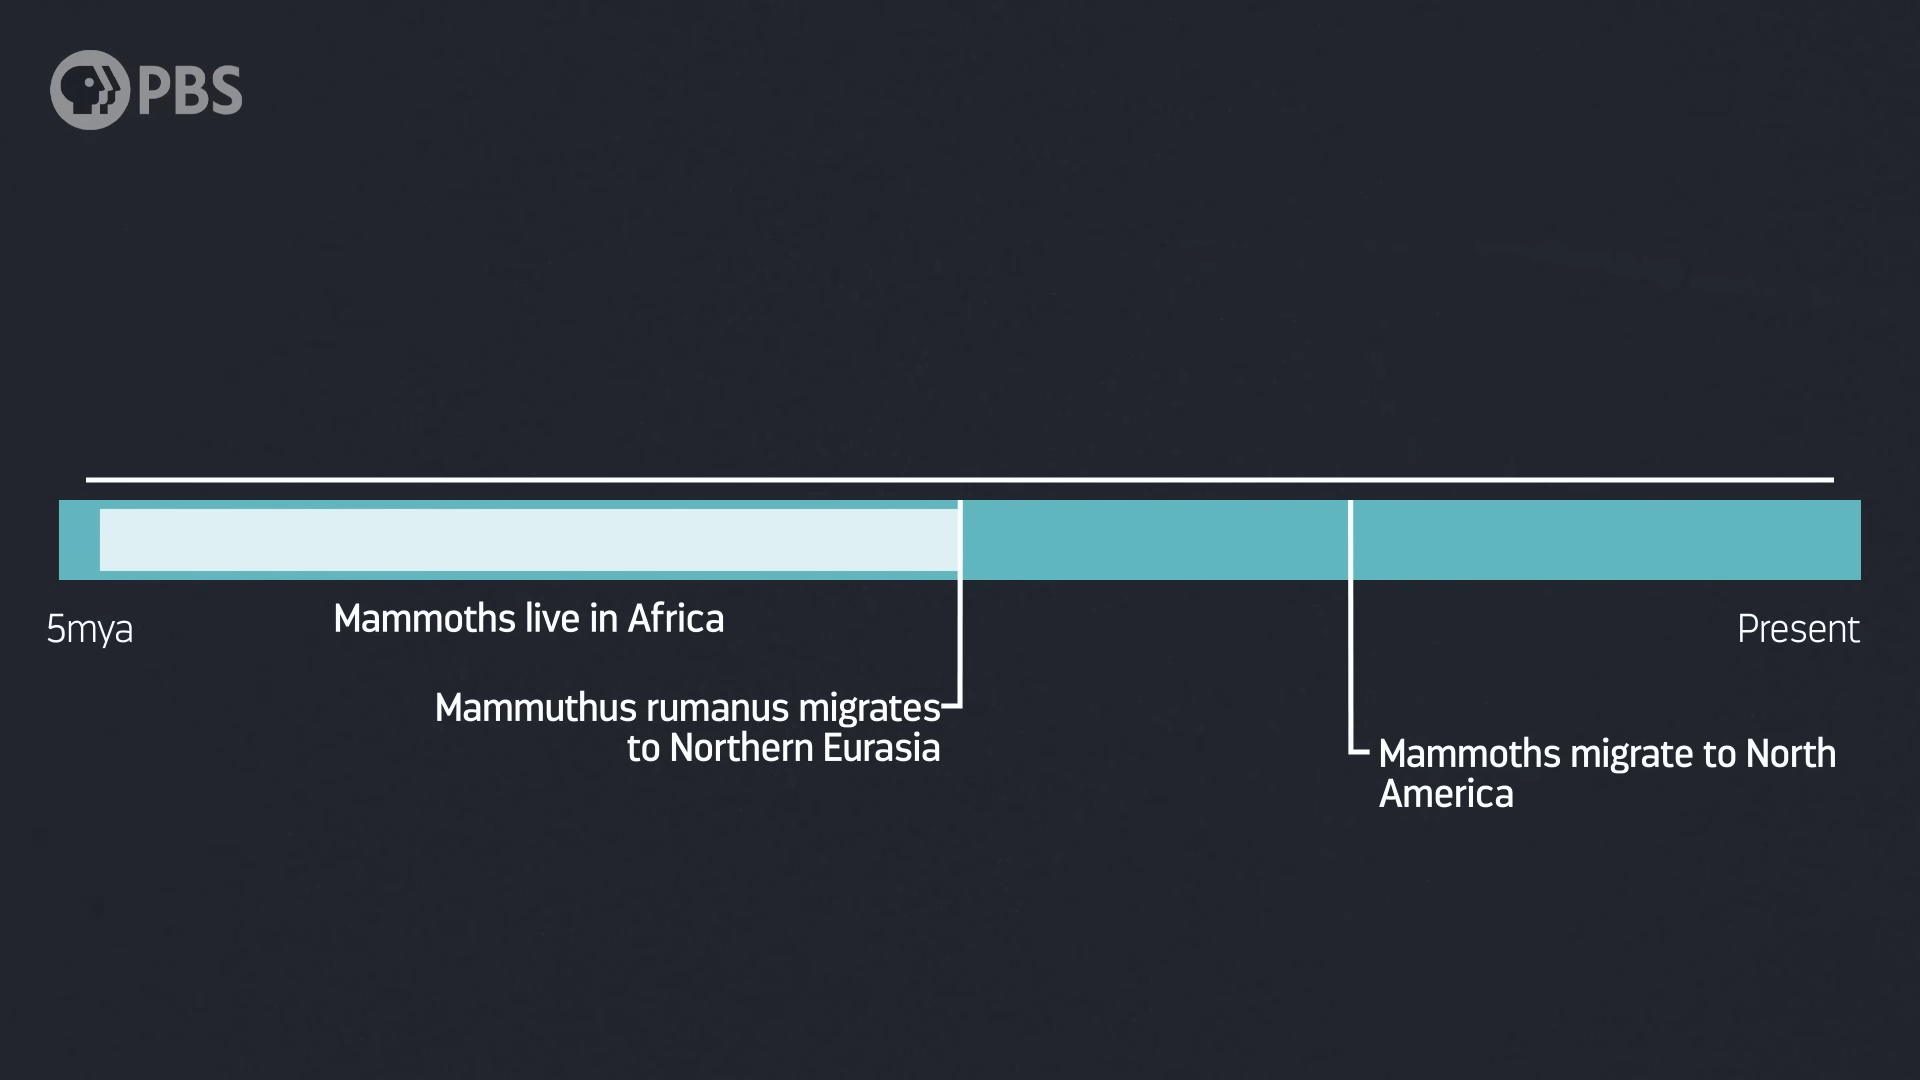 PBS
5mya
Mammoths live in Africa
Present
Mammuthus rumanus migrates
to Northern Eurasia
Mammoths migrate to North
America